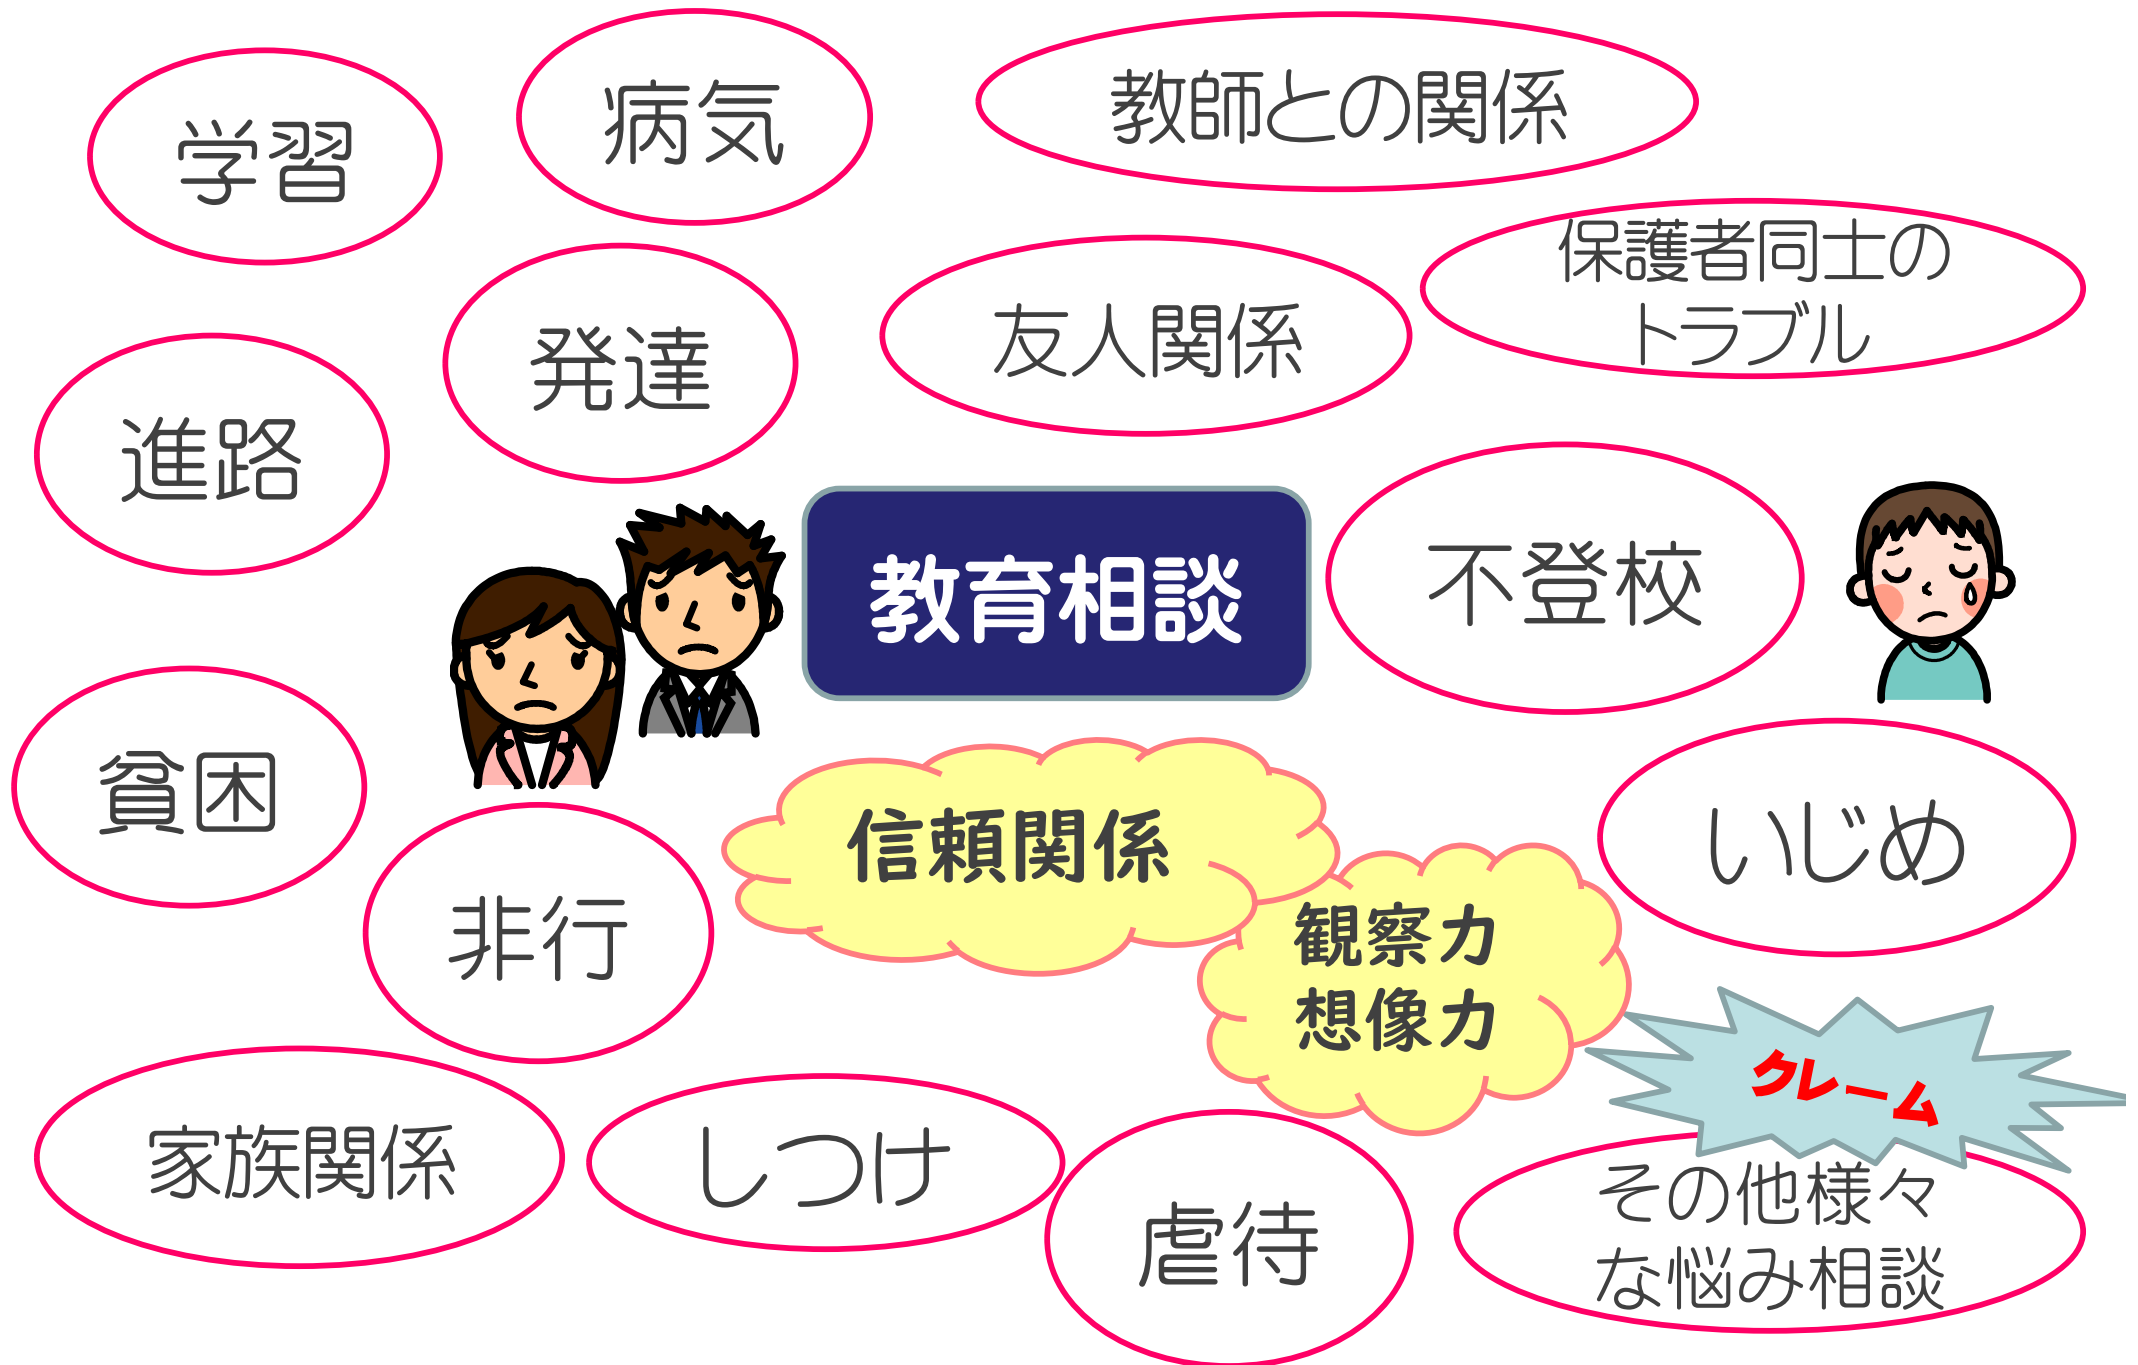 学習
病気
教師との関係
保護者同士の
トラブル
発達
友人関係
進路
教育相談
不登校
貧困
信頼関係
いじめ
非行
観察力
想像力
クレーム
家族関係
しつけ
虐待
その他様々
な悩み相談